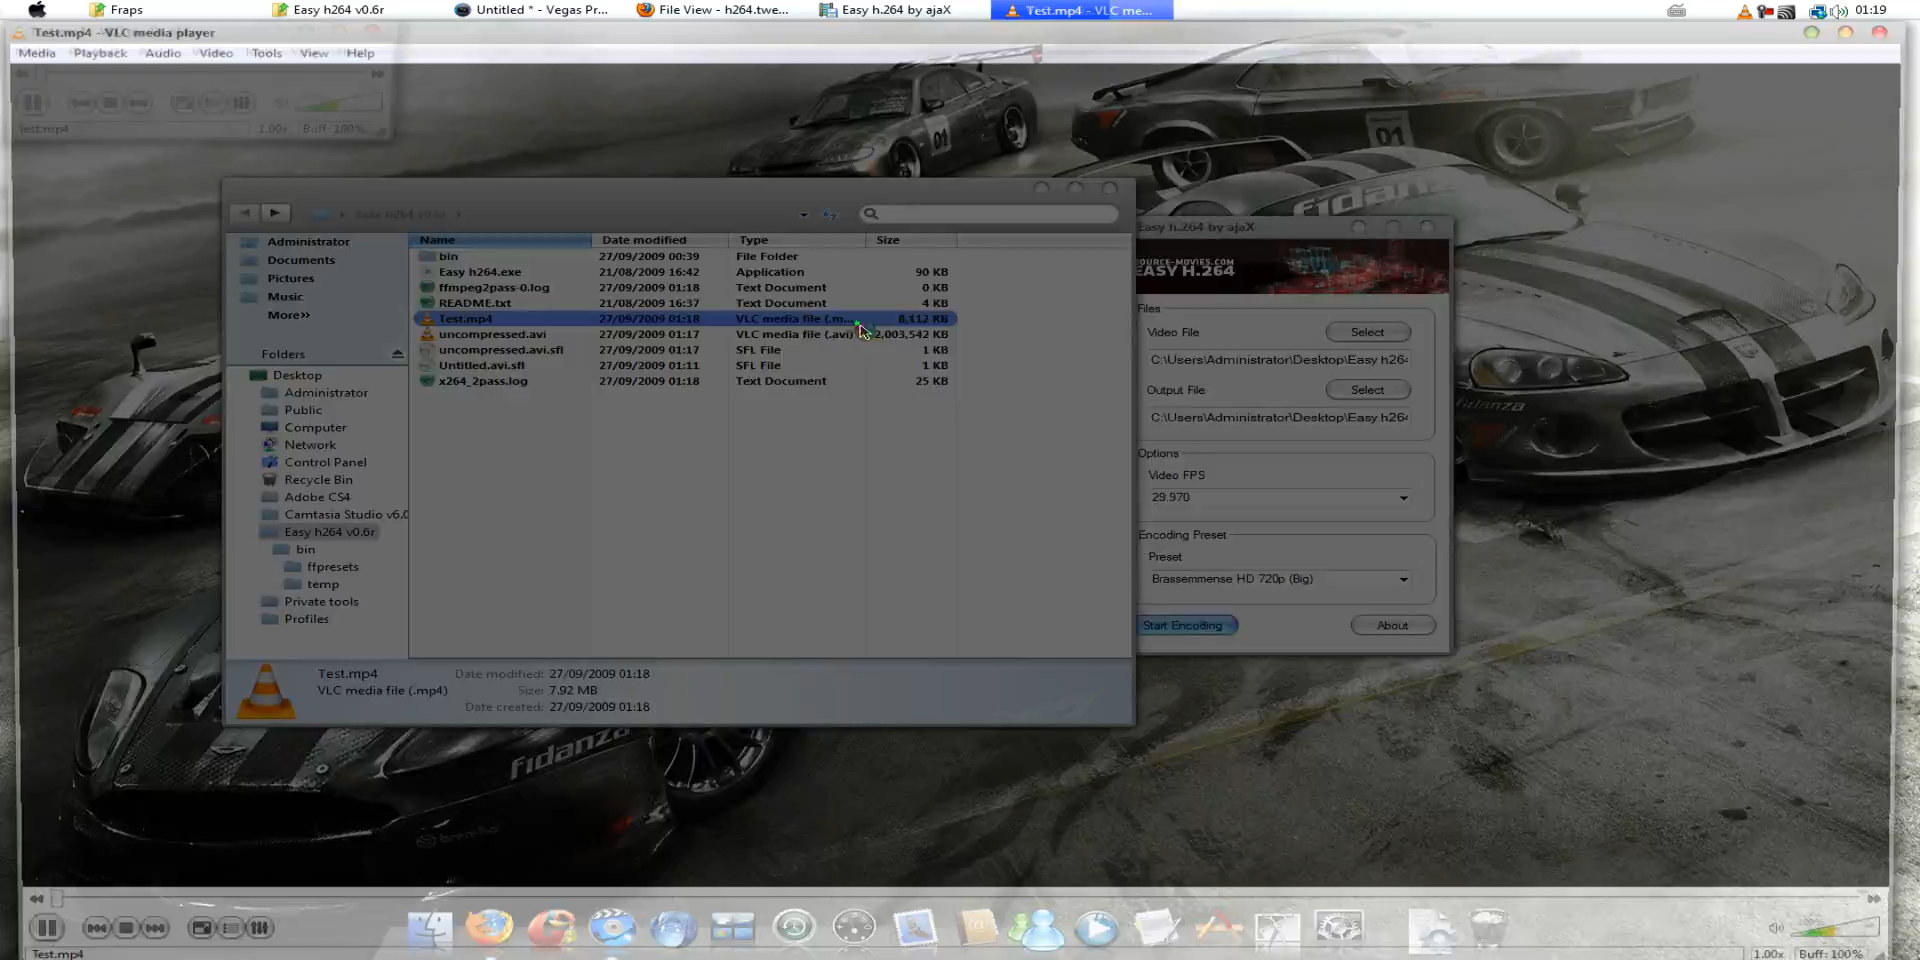 Fraps
Easy h264 v0.6r
Untitled * - Vegas Pr...
File View - h264.twe...
Easy h.264 by ajaX
Test.mp4 - VLC me...
01:19
Test.mp4 - VLC media player
Media Playback Audio Video Tools View Help
Test.mp4 1.00x Buff: 100%
01
01
fidanza
Easy h264 v0.6r
Name Date modified Type Size
bin 27/09/2009 00:39 File Folder
Easy h264.exe 21/08/2009 16:42 Application 90 KB
ffmpeg2pass-0.log 27/09/2009 01:18 Text Document 0 KB
README.txt 21/08/2009 16:37 Text Document 4 KB
Test.mp4 27/09/2009 01:18 VLC media file (.m... 8,112 KB
uncompressed.avi 27/09/2009 01:17 VLC media file (.avi) 2,003,542 KB
uncompressed.avi.sfl 27/09/2009 01:17 SFL File 1 KB
Untitled.avi.sfl 27/09/2009 01:11 SFL File 1 KB
x264_2pass.log 27/09/2009 01:18 Text Document 25 KB
Administrator
Documents
Pictures
Music
More»
Folders
Desktop
Administrator
Public
Computer
Network
Control Panel
Recycle Bin
Adobe CS4
Camtasia Studio v6.0
Easy h264 v0.6r
bin
ffpresets
temp
Private tools
Profiles
Test.mp4
VLC media file (.mp4)
Date modified: 27/09/2009 01:18
Size: 7.92 MB
Date created: 27/09/2009 01:18
Easy h.264 by ajaX
OURCE-MOVIES.COM
EASY H.264
Files
Video File Select
C:\Users\Administrator\Desktop\Easy h264
Output File Select
C:\Users\Administrator\Desktop\Easy h264
Options
Video FPS
29.970
Encoding Preset
Preset
Brassemmense HD 720p (Big)
Start Encoding About
fidanza
fidanza
brembo
Test.mp4
1.00x Buff: 100%